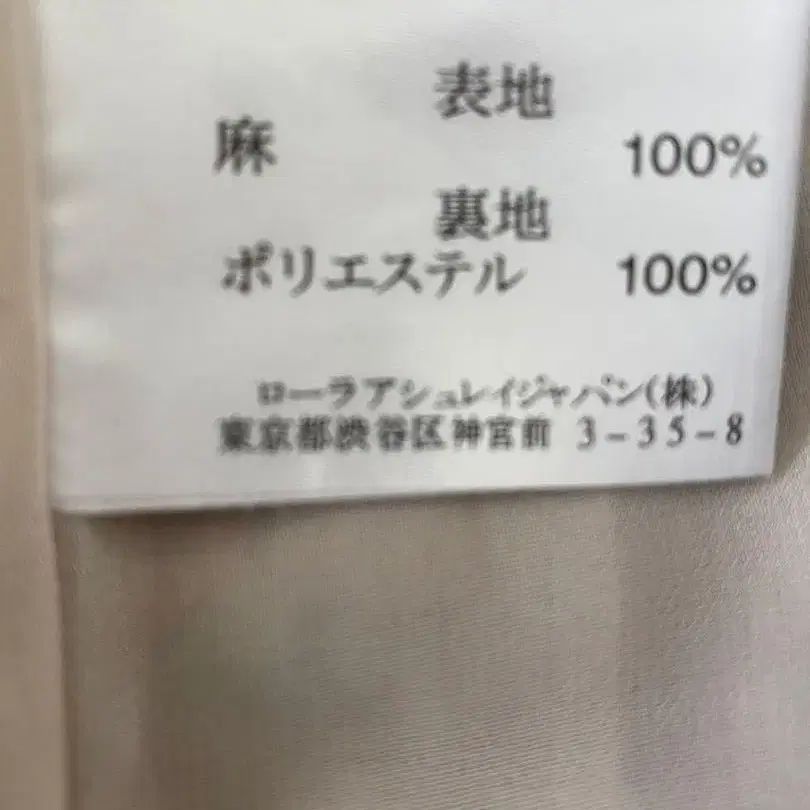 表地
麻 100%
裏地
ポリエステル 100%
ローラアシュレイジャパン(株)
東京都渋谷区神宮前 3-35-8